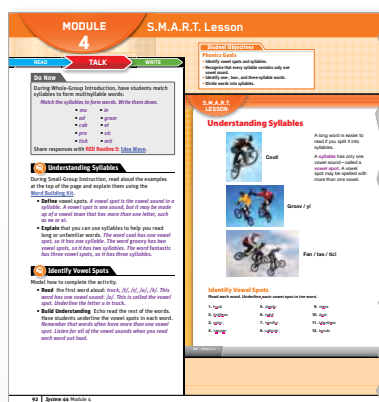 MODULE
4
S.M.A.R.T. Lesson
READ
TALK
WRITE
Student Objectives
Phonics Goals
• Identify vowel spots and syllables.
• Recognize that every syllable contains only one
vowel sound.
• Identify one-, two-, and three-syllable words.
• Divide words into syllables.
Do Now
During Whole-Group Introduction, have students match
syllables to form multisyllable words:
Match the syllables to form words. Write them down.
• mu • in
• ad • gram
• cab • et
• pro • sic
• tick • mit
Share responses with RED Routine 5: Idea Wave.
Understanding Syllables
During Small-Group Instruction, read aloud the examples
at the top of the page and explain them using the
Word Building Kit.
• Define vowel spots. A vowel spot is the vowel sound in a
syllable. A vowel spot is one sound, but it may be made
up of a vowel team that has more than one letter, such
as ee or ai.
• Explain that you can use syllables to help you read
long or unfamiliar words. The word cool has one vowel
spot, so it has one syllable. The word groovy has two
vowel spots, so it has two syllables. The word fantastic
has three vowel spots, so it has three syllables.
Identify Vowel Spots
Model how to complete the activity.
• Read the first word aloud: truck, /t/, /r/, /u/, /k/. This
word has one vowel sound: /u/. This is called the vowel
spot. Underline the letter u in truck.
• Build Understanding Echo read the rest of the words.
Have students underline the vowel spots in each word.
Remember that words often have more than one vowel
spot. Listen for all of the vowel sounds when you read
each word out loud.
92 System 44 Module 4
S.M.A.R.T.
LESSON
Understanding Syllables
Cool!
Groov / y!
Fan / tas / tic!
A long word is easier to
read if you split it into
syllables.
A syllable has only one
vowel sound—called a
vowel spot. A vowel
spot may be spelled with
more than one vowel.
Identify Vowel Spots
Read each word. Underline each vowel spot in the word.
1. truck